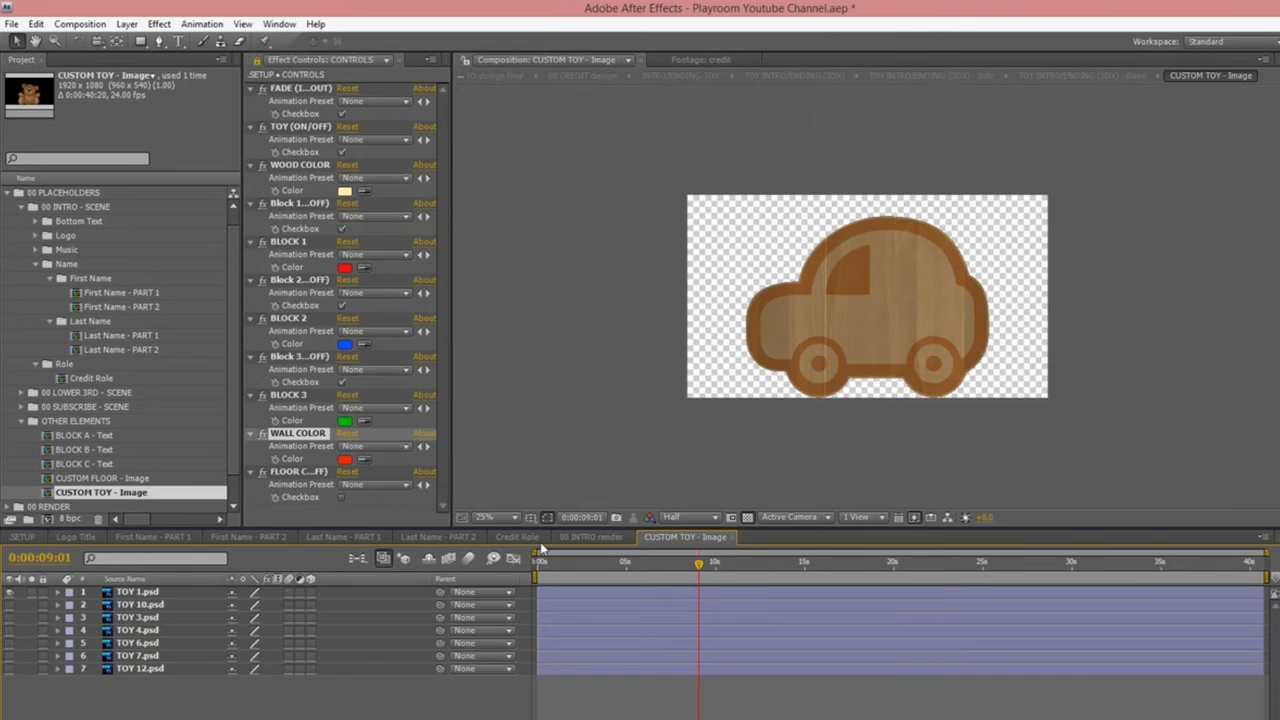 Adobe After Effects - Playroom Youtube Channel.aep *
File Edit Composition Layer Effect Animation View Window Help
Workspace: Standard
Project
Effect Controls: CONTROLS
Composition: CUSTOM TOY - Image
Footage: credit
CUSTOM TOY - Image
CUSTOM TOY - Image▾, used 1 time
1920 x 1080 (960 x 540) (1.00)
Δ 0:00:40:20, 24.00 fps
Name
00 PLACEHOLDERS
00 INTRO - SCENE
Bottom Text
Logo
Music
Name
First Name
First Name - PART 1
First Name - PART 2
Last Name
Last Name - PART 1
Last Name - PART 2
Role
Credit Role
00 LOWER 3RD - SCENE
00 SUBSCRIBE - SCENE
OTHER ELEMENTS
BLOCK A - Text
BLOCK B - Text
BLOCK C - Text
CUSTOM FLOOR - Image
CUSTOM TOY - Image
00 RENDER
8 bpc
.SETUP • CONTROLS
fx FADE (I...OUT) Reset About
Animation Preset None
Checkbox
fx TOY (ON/OFF) Reset About
Animation Preset None
Checkbox
fx WOOD COLOR Reset About
Animation Preset None
Color
fx Block 1...OFF) Reset About
Animation Preset None
Checkbox
fx BLOCK 1 Reset About
Animation Preset None
Color
fx Block 2...OFF) Reset About
Animation Preset None
Checkbox
fx BLOCK 2 Reset About
Animation Preset None
Color
fx Block 3...OFF) Reset About
Animation Preset None
Checkbox
fx BLOCK 3 Reset About
Animation Preset None
Color
fx WALL COLOR Reset About
Animation Preset None
Color
fx FLOOR C...FF) Reset About
Animation Preset None
Checkbox
25% 0:00:09:01 Half Active Camera 1 View +0.0
.SETUP Logo Title First Name - PART 1 First Name - PART 2 Last Name - PART 1 Last Name - PART 2 Credit Role 00 INTRO render CUSTOM TOY - Image
0:00:09:01
:00s 05s 10s 15s 20s 25s 30s 35s 40s
# Source Name Parent
1 TOY 1.psd None
2 TOY 10.psd None
3 TOY 3.psd None
4 TOY 4.psd None
5 TOY 6.psd None
6 TOY 7.psd None
7 TOY 12.psd None